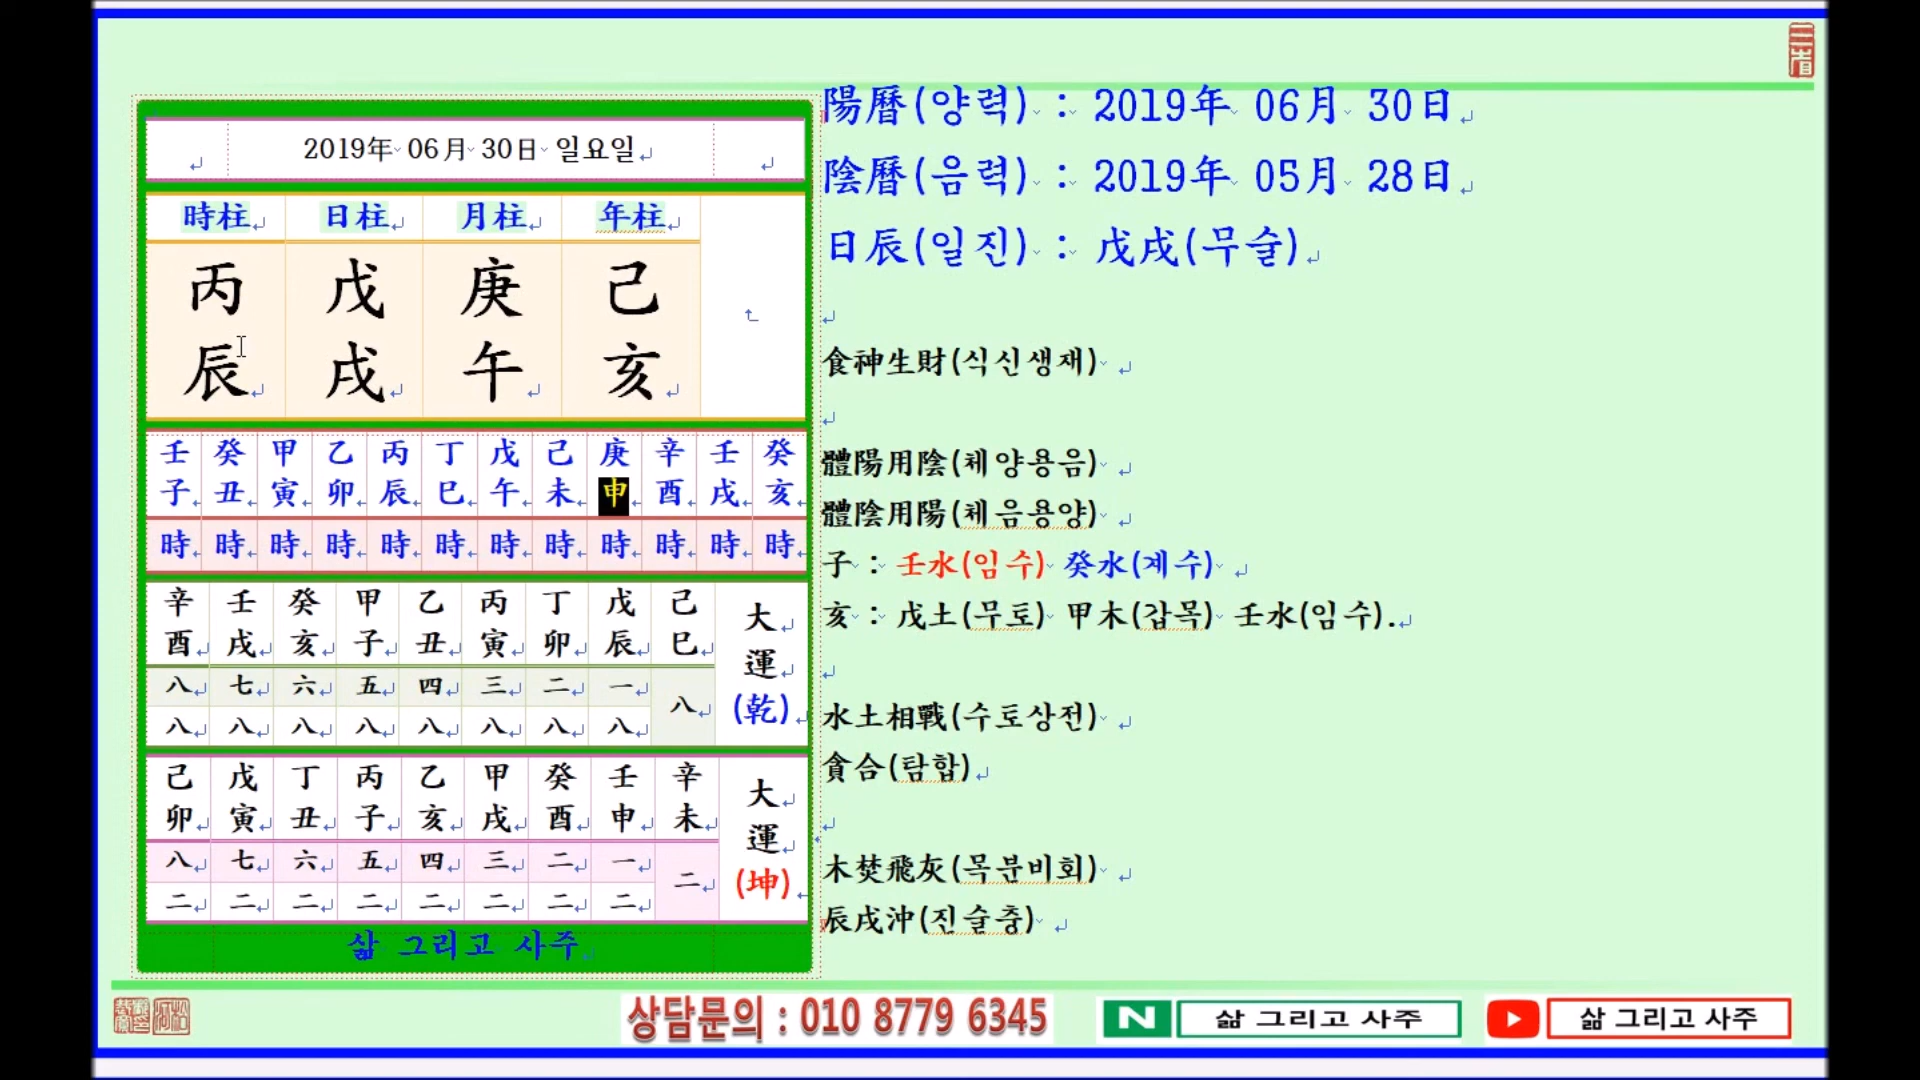 2019年 06月 30日 일요일
時柱 日柱 月柱 年柱
丙 戊 庚 己
辰 戌 午 亥
壬 癸 甲 乙 丙 丁 戊 己 庚 辛 壬 癸
子 丑 寅 卯 辰 巳 午 未 申 酉 戌 亥
時 時 時 時 時 時 時 時 時 時 時 時
辛 壬 癸 甲 乙 丙 丁 戊 己 大
酉 戌 亥 子 丑 寅 卯 辰 巳 運
八 七 六 五 四 三 二 一 八 (乾)
八 八 八 八 八 八 八 八
己 戊 丁 丙 乙 甲 癸 壬 辛 大
卯 寅 丑 子 亥 戌 酉 申 未 運
八 七 六 五 四 三 二 一 二 (坤)
二 二 二 二 二 二 二 二
삶 그리고 사주
陽曆(양력) : 2019年 06月 30日
陰曆(음력) : 2019年 05月 28日
日辰(일진) : 戊戌(무술)
食神生財(식신생재)
體陽用陰(체양용음)
體陰用陽(체음용양)
子 : 壬水(임수) 癸水(계수)
亥 : 戊土(무토) 甲木(갑목) 壬水(임수).
水土相戰(수토상전)
貪合(탐합)
木焚飛灰(목분비회)
辰戌沖(진술충)
상담문의 : 010 8779 6345
N 삶 그리고 사주
삶 그리고 사주